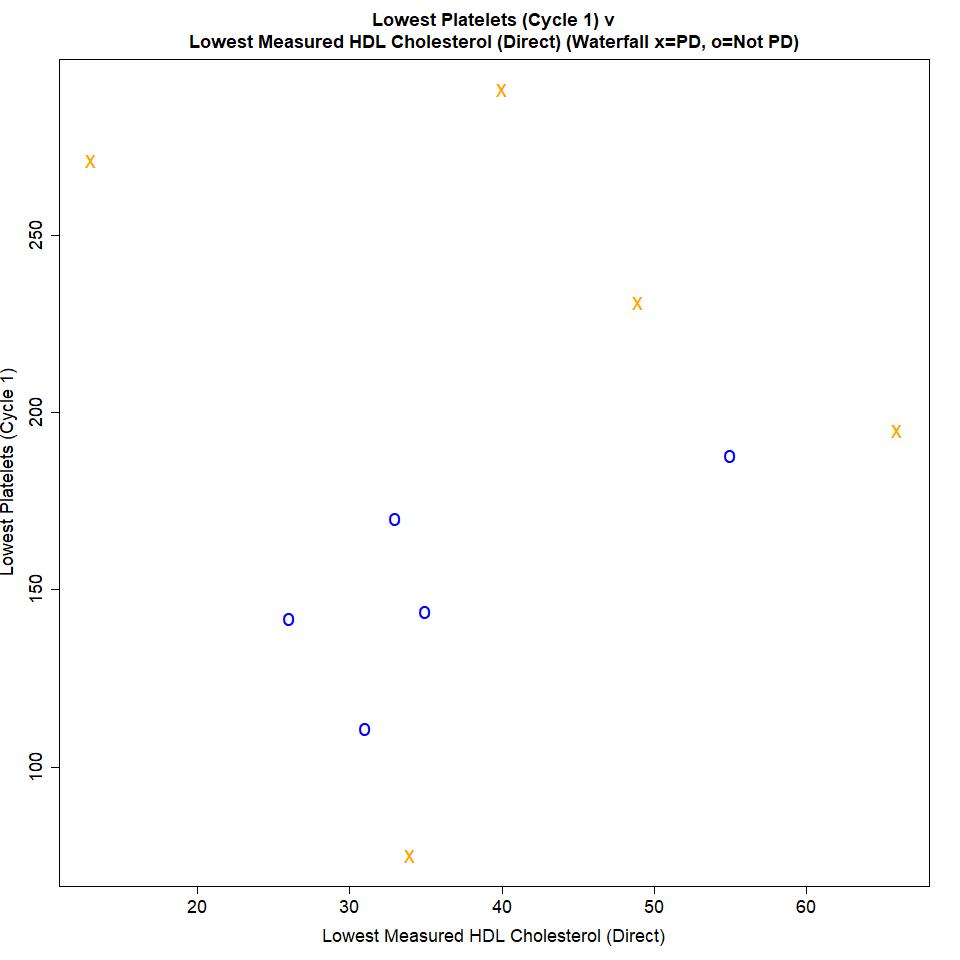 Lowest Platelets (Cycle 1) v
Lowest Measured HDL Cholesterol (Direct) (Waterfall x=PD, o=Not PD)
X
X
250
X
Lowest Platelets (Cycle 1)
200
X
O
O
150
O
O
O
100
X
20 30 40 50 60
Lowest Measured HDL Cholesterol (Direct)